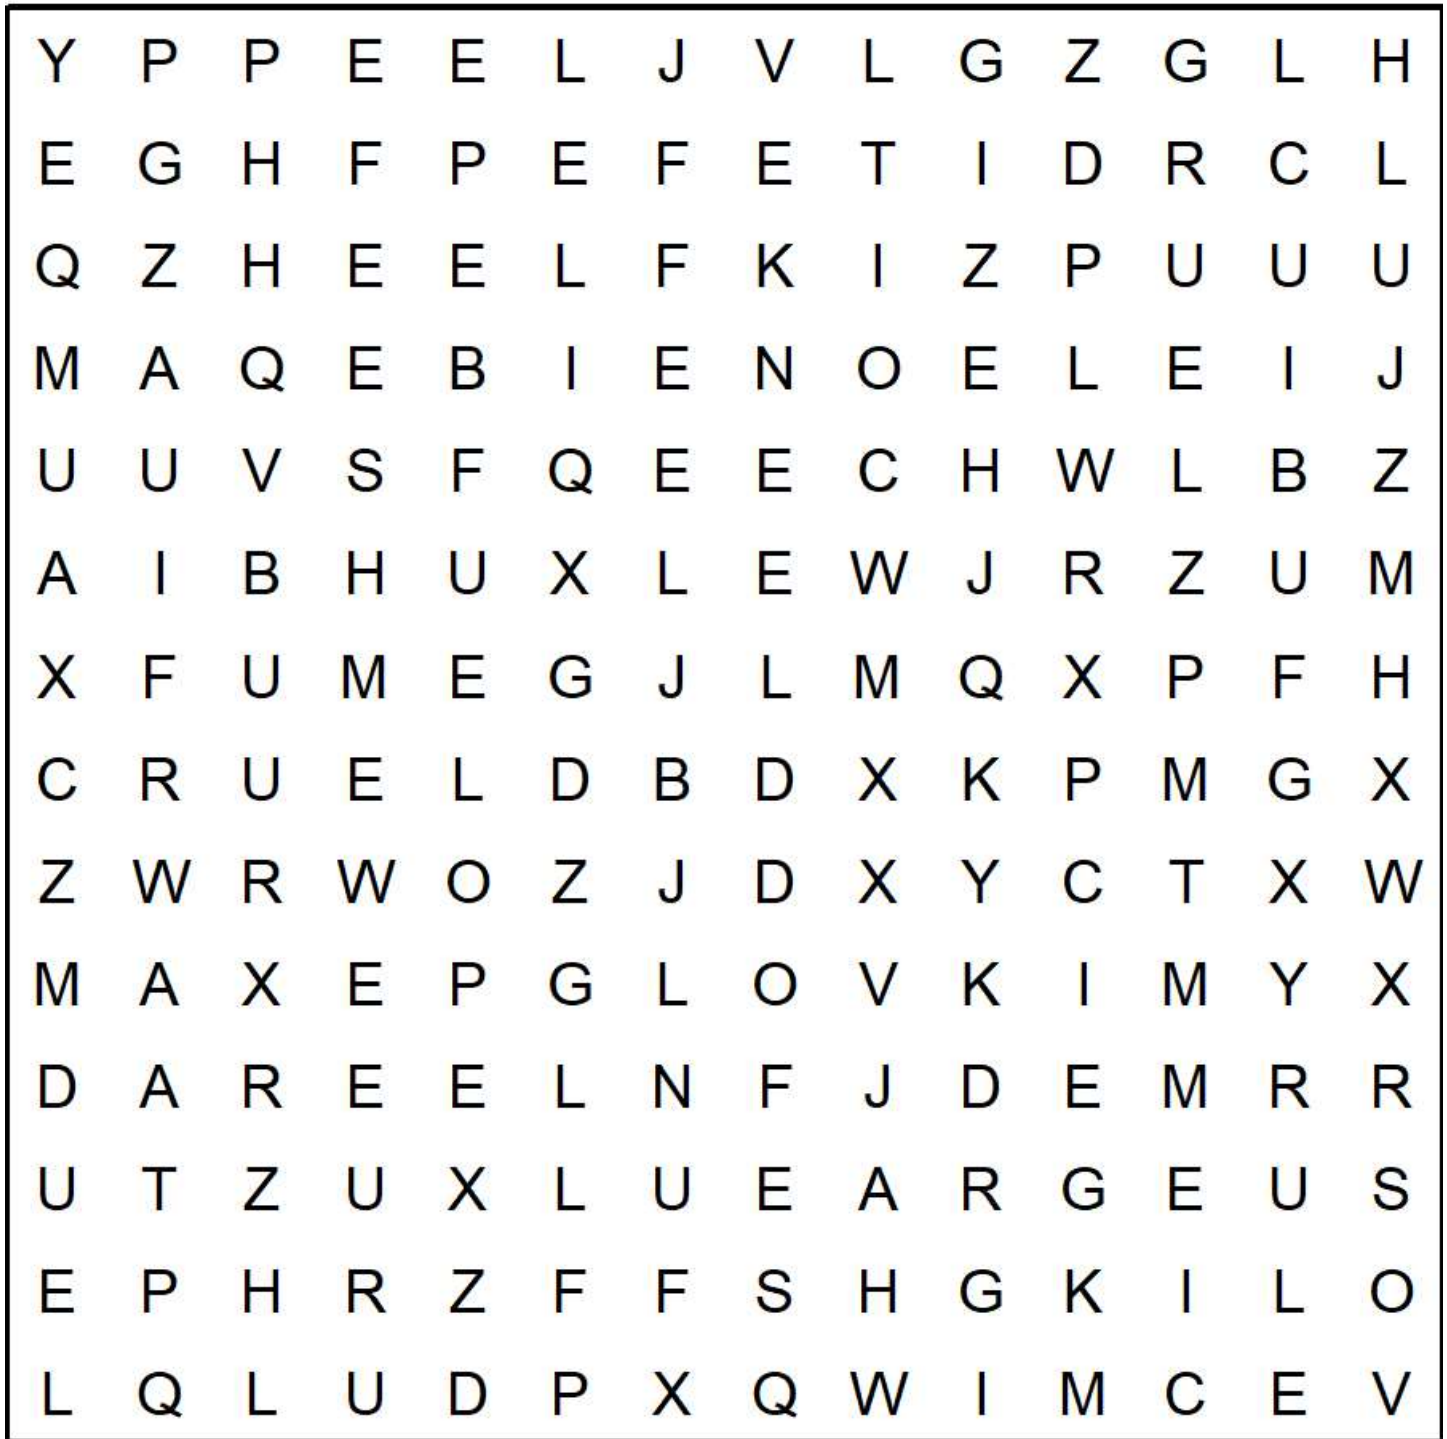 Y P P E E L J V L G Z G L H
E G H F P E F E T I D R C L
Q Z H E E L F K I Z P U U U
M A Q E B I E N O E L E I J
U U V S F Q E E C H W L B Z
A I B H U X L E W J R Z U M
X F U M E G J L M Q X P F H
C R U E L D B D X K P M G X
Z W R W O Z J D X Y C T X W
M A X E P G L O V K I M Y X
D A R E E L N F J D E M R R
U T Z U X L U E A R G E U S
E P H R Z F F S H G K I L O
L Q L U D P X Q W I M C E V